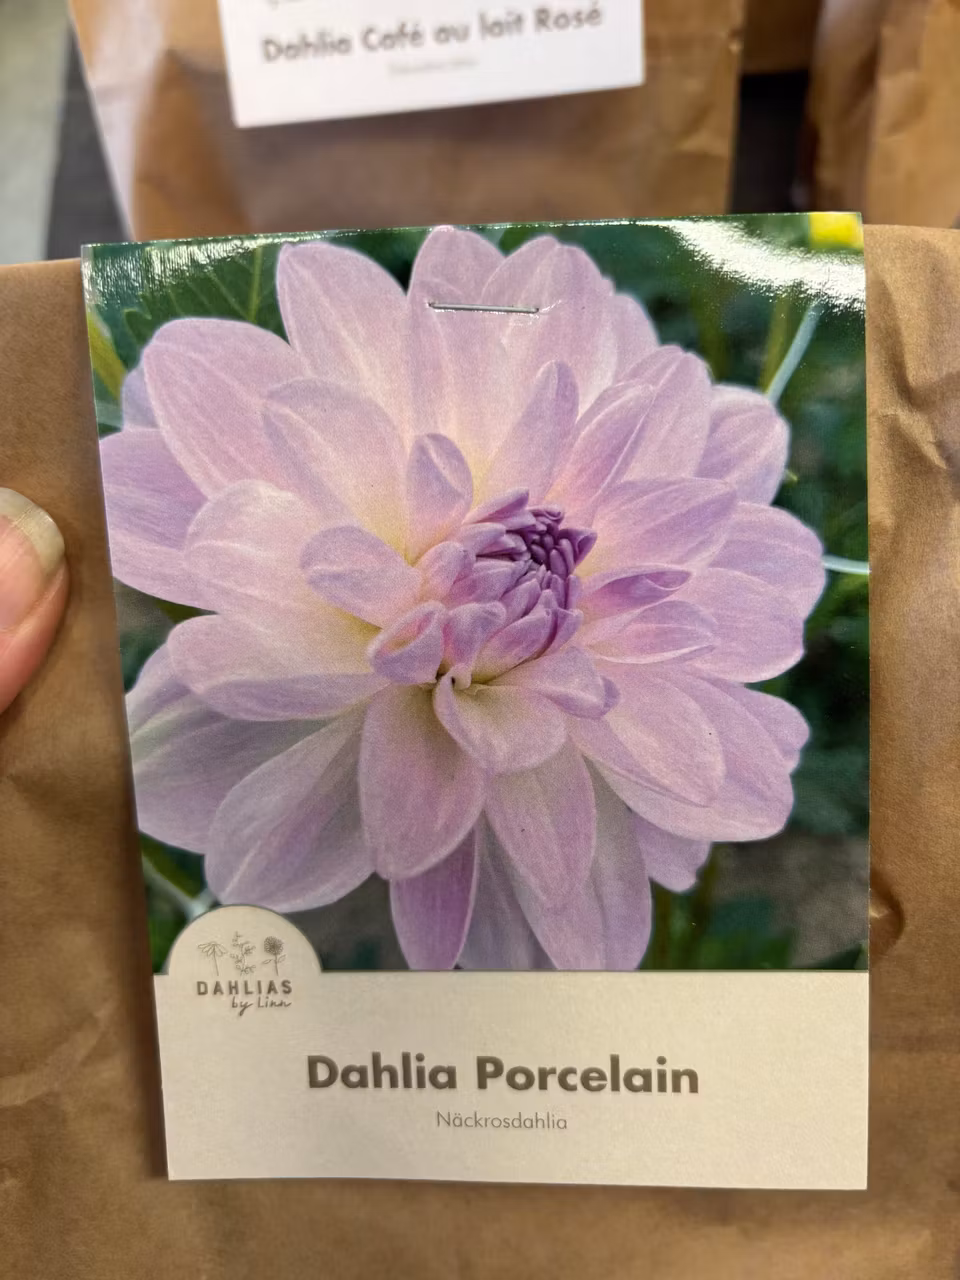 Dahlia Café au lait Rosé
DAHLIAS
by Linn
Dahlia Porcelain
Näckrosdahlia